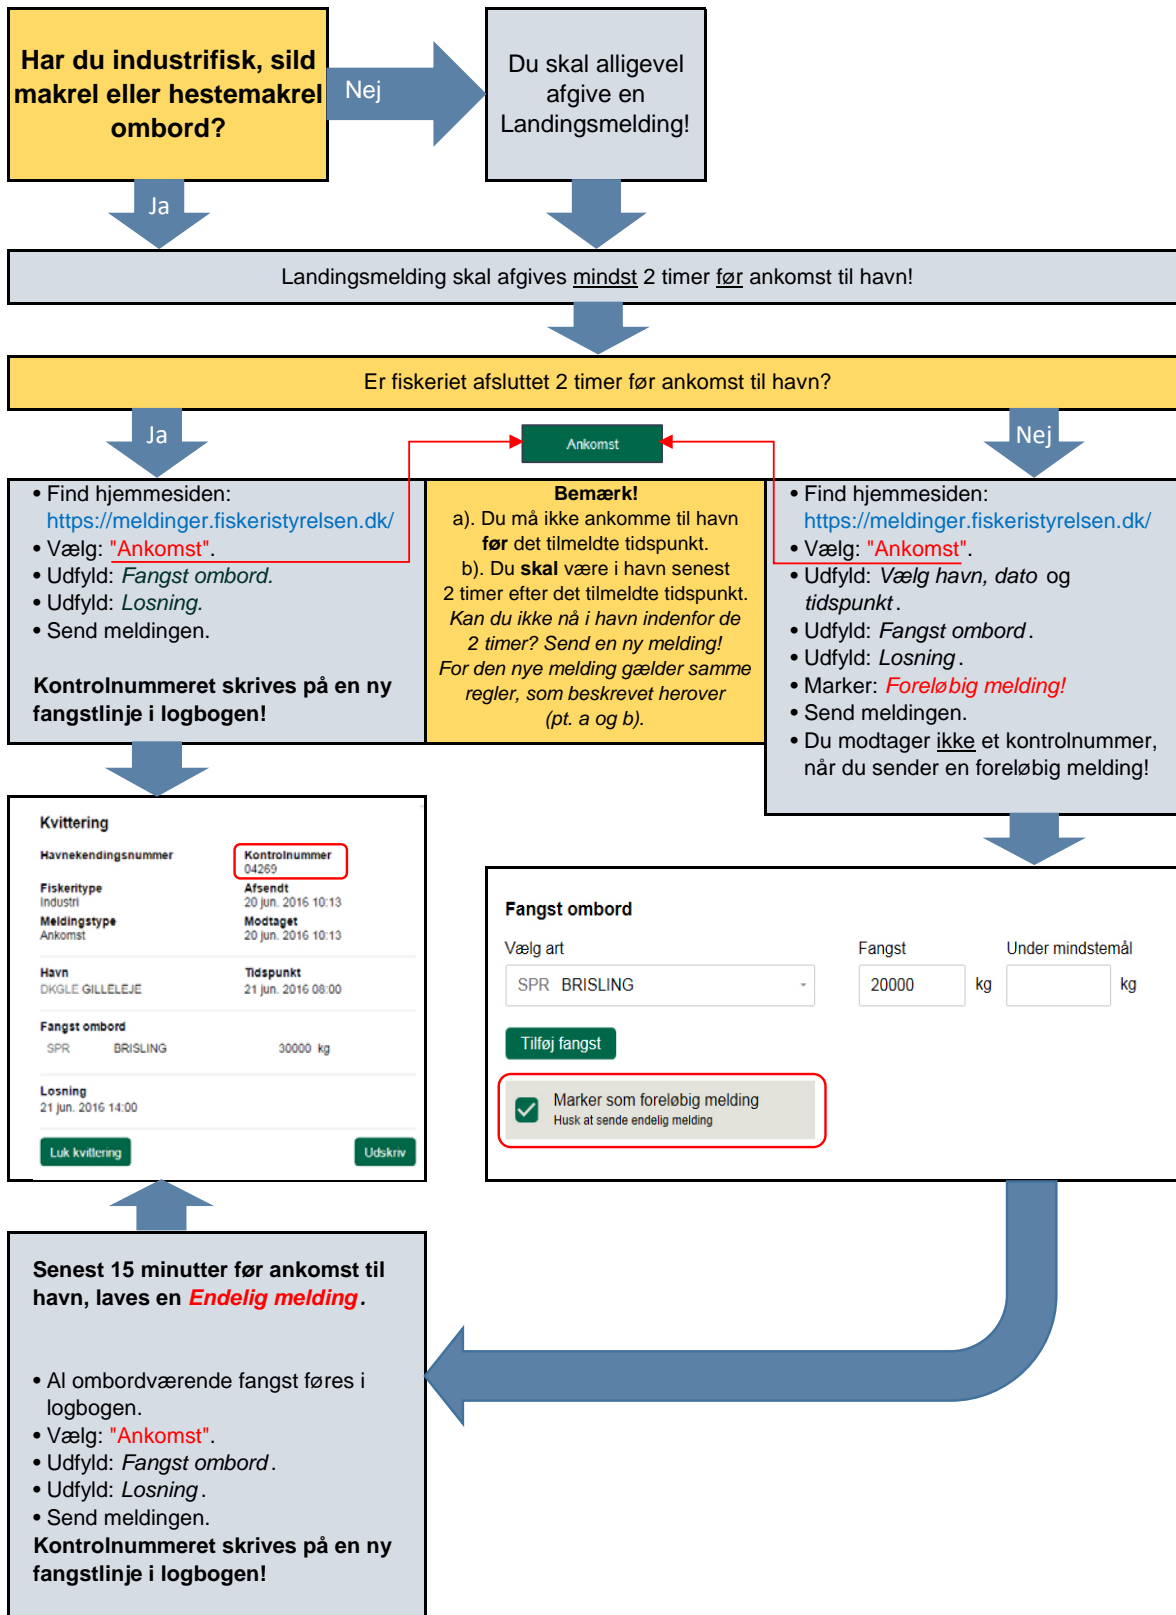 Har du industrifisk, sild
makrel eller hestemakrel
ombord?
Nej
Du skal alligevel
afgive en
Landingsmelding!
Ja
Landingsmelding skal afgives mindst 2 timer før ankomst til havn!
Er fiskeriet afsluttet 2 timer før ankomst til havn?
Ja
Ankomst
Nej
• Find hjemmesiden:
https://meldinger.fiskeristyrelsen.dk/
• Vælg: "Ankomst".
• Udfyld: Fangst ombord.
• Udfyld: Losning.
• Send meldingen.
Kontrolnummeret skrives på en ny
fangstlinje i logbogen!
Bemærk!
a). Du må ikke ankomme til havn
før det tilmeldte tidspunkt.
b). Du skal være i havn senest
2 timer efter det tilmeldte tidspunkt.
Kan du ikke nå i havn indenfor de
2 timer? Send en ny melding!
For den nye melding gælder samme
regler, som beskrevet herover
(pt. a og b).
• Find hjemmesiden:
https://meldinger.fiskeristyrelsen.dk/
• Vælg: "Ankomst".
• Udfyld: Vælg havn, dato og
tidspunkt.
• Udfyld: Fangst ombord.
• Udfyld: Losning.
• Marker: Foreløbig melding!
• Send meldingen.
• Du modtager ikke et kontrolnummer,
når du sender en foreløbig melding!
Kvittering
Havnekendingsnummer Kontrolnummer
04269
Fiskeritype Afsendt
Industri 20 jun. 2016 10:13
Meldingstype Modtaget
Ankomst 20 jun. 2016 10:13
Havn Tidspunkt
DKGLE GILLELEJE 21 jun. 2016 08:00
Fangst ombord
SPR BRISLING 30000 kg
Losning
21 jun. 2016 14:00
Luk kvittering Udskriv
Fangst ombord
Vælg art Fangst Under mindstemål
SPR BRISLING 20000 kg kg
Tilføj fangst
Marker som foreløbig melding
Husk at sende endelig melding
Senest 15 minutter før ankomst til
havn, laves en Endelig melding.
• Al ombordværende fangst føres i
logbogen.
• Vælg: "Ankomst".
• Udfyld: Fangst ombord.
• Udfyld: Losning.
• Send meldingen.
Kontrolnummeret skrives på en ny
fangstlinje i logbogen!